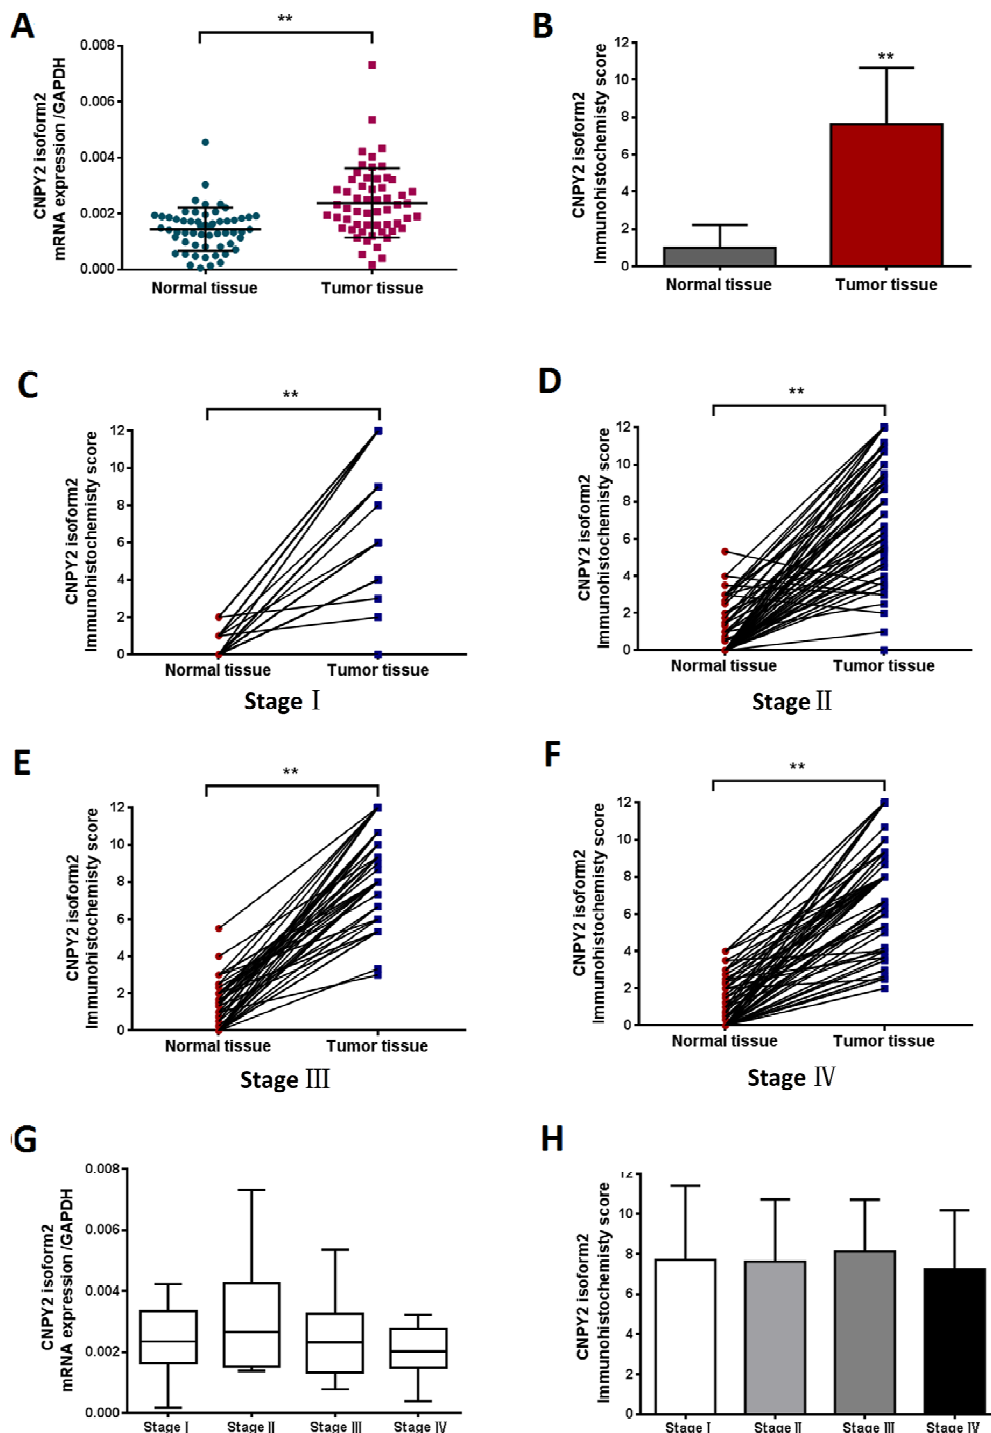 A
**
CNPY2 isoform2
mRNA expression /GAPDH
0.008
0.006
0.004
0.002
0.000
Normal tissue
Tumor tissue
B
**
CNPY2 isoform2
Immunohistochemisty score
12
10
8
6
4
2
0
Normal tissue
Tumor tissue
C
**
CNPY2 isoform2
Immunohistochemisty score
12
10
8
6
4
2
0
Normal tissue
Tumor tissue
Stage Ⅰ
D
**
CNPY2 isoform2
Immunohistochemisty score
12
10
8
6
4
2
0
Normal tissue
Tumor tissue
Stage Ⅱ
E
**
CNPY2 isoform2
Immunohistochemisty score
12
10
8
6
4
2
0
Normal tissue
Tumor tissue
Stage Ⅲ
F
**
CNPY2 isoform2
Immunohistochemisty score
12
10
8
6
4
2
0
Normal tissue
Tumor tissue
Stage Ⅳ
G
CNPY2 isoform2
mRNA expression /GAPDH
0.008
0.006
0.004
0.002
0.000
Stage Ⅰ
Stage Ⅱ
Stage Ⅲ
Stage Ⅳ
H
CNPY2 isoform2
Immunohistochemisty score
12
10
8
6
4
2
0
Stage Ⅰ
Stage Ⅱ
Stage Ⅲ
Stage Ⅳ